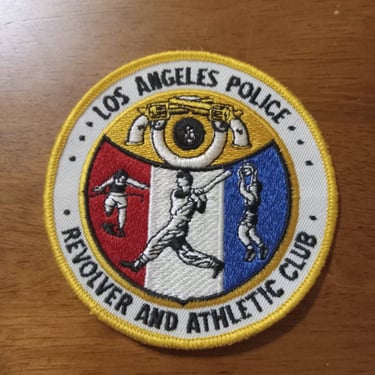 LOS ANGELES POLICE
REVOLVER AND ATHLETIC CLUB